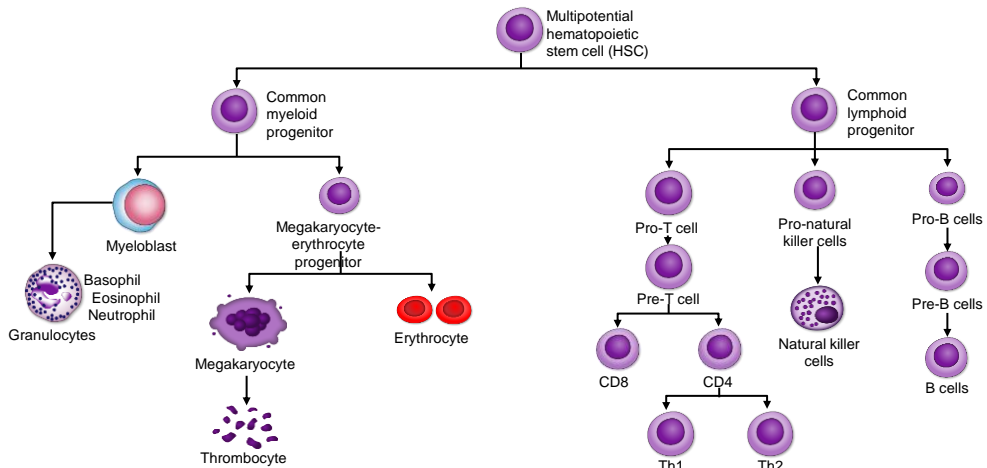 Multipotential
hematopoietic
stem cell (HSC)
Common
myeloid
progenitor
Common
lymphoid
progenitor
Myeloblast
Megakaryocyte-
erythrocyte
progenitor
Pro-T cell
Pro-natural
killer cells
Pro-B cells
Basophil
Eosinophil
Neutrophil
Granulocytes
Megakaryocyte
Erythrocyte
Thrombocyte
Pre-T cell
Pre-B cells
CD8
CD4
Natural killer
cells
B cells
Th1
Th2